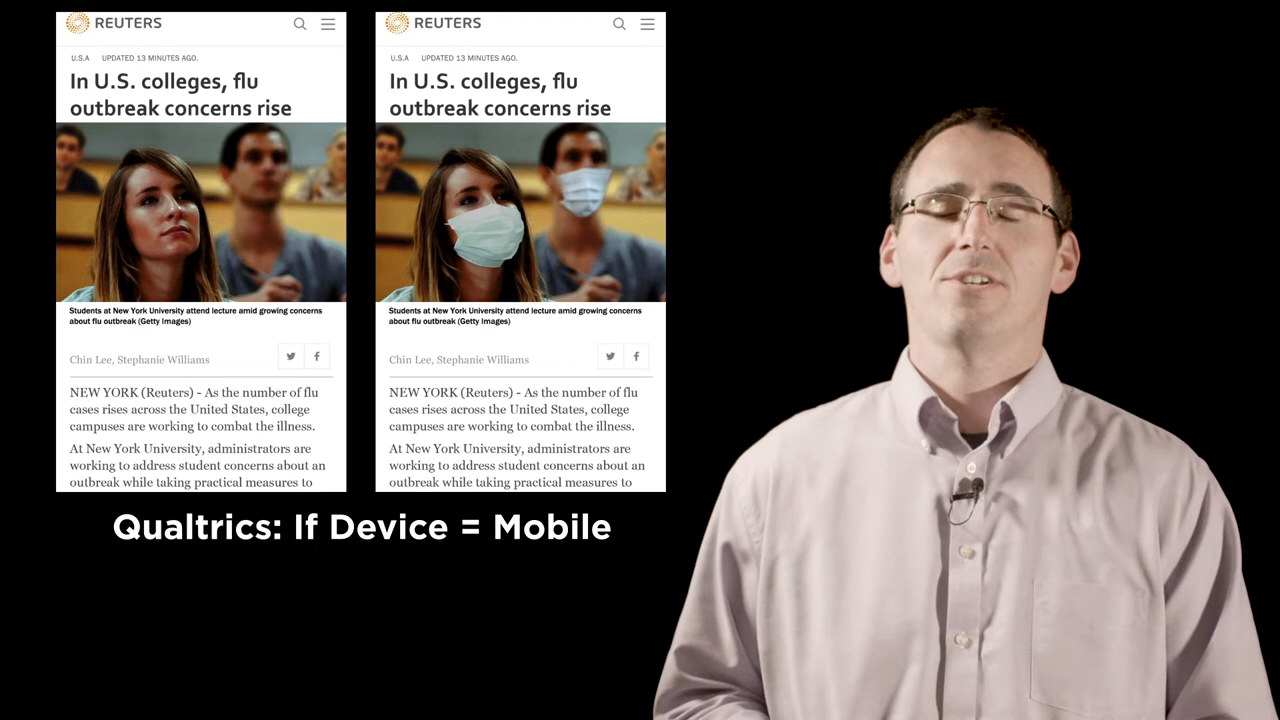 REUTERS
U.S.A UPDATED 13 MINUTES AGO.
In U.S. colleges, flu
outbreak concerns rise
Students at New York University attend lecture amid growing concerns
about flu outbreak (Getty Images)
Chin Lee, Stephanie Williams
NEW YORK (Reuters) - As the number of flu
cases rises across the United States, college
campuses are working to combat the illness.
At New York University, administrators are
working to address student concerns about an
outbreak while taking practical measures to
REUTERS
U.S.A UPDATED 13 MINUTES AGO.
In U.S. colleges, flu
outbreak concerns rise
Students at New York University attend lecture amid growing concerns
about flu outbreak (Getty Images)
Chin Lee, Stephanie Williams
NEW YORK (Reuters) - As the number of flu
cases rises across the United States, college
campuses are working to combat the illness.
At New York University, administrators are
working to address student concerns about an
outbreak while taking practical measures to
Qualtrics: If Device = Mobile